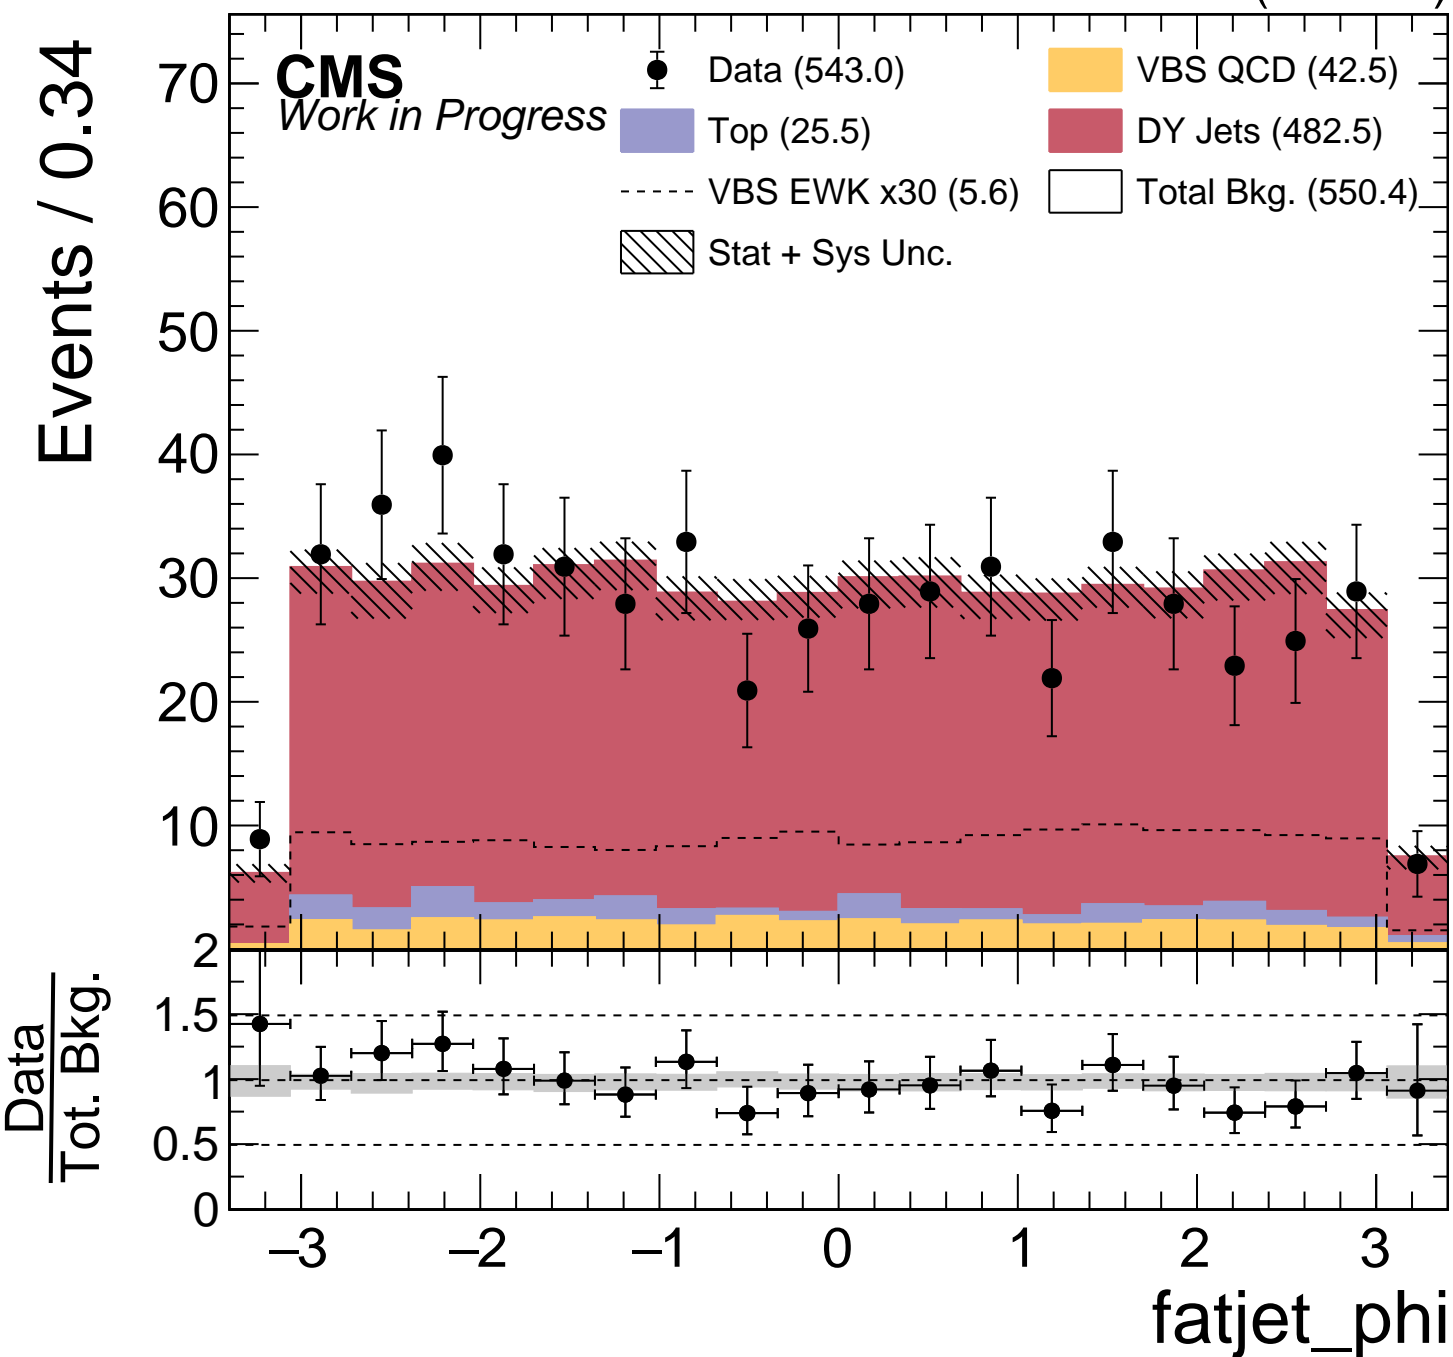 CMS
Work in Progress
Data (543.0)
VBS QCD (42.5)
Top (25.5)
DY Jets (482.5)
VBS EWK x30 (5.6)
Total Bkg. (550.4)
Stat + Sys Unc.
Events / 0.34
70
60
50
40
30
20
10
2
1.5
1
0.5
0
Data
Tot. Bkg.
–3
–2
–1
0
1
2
3
fatjet_phi